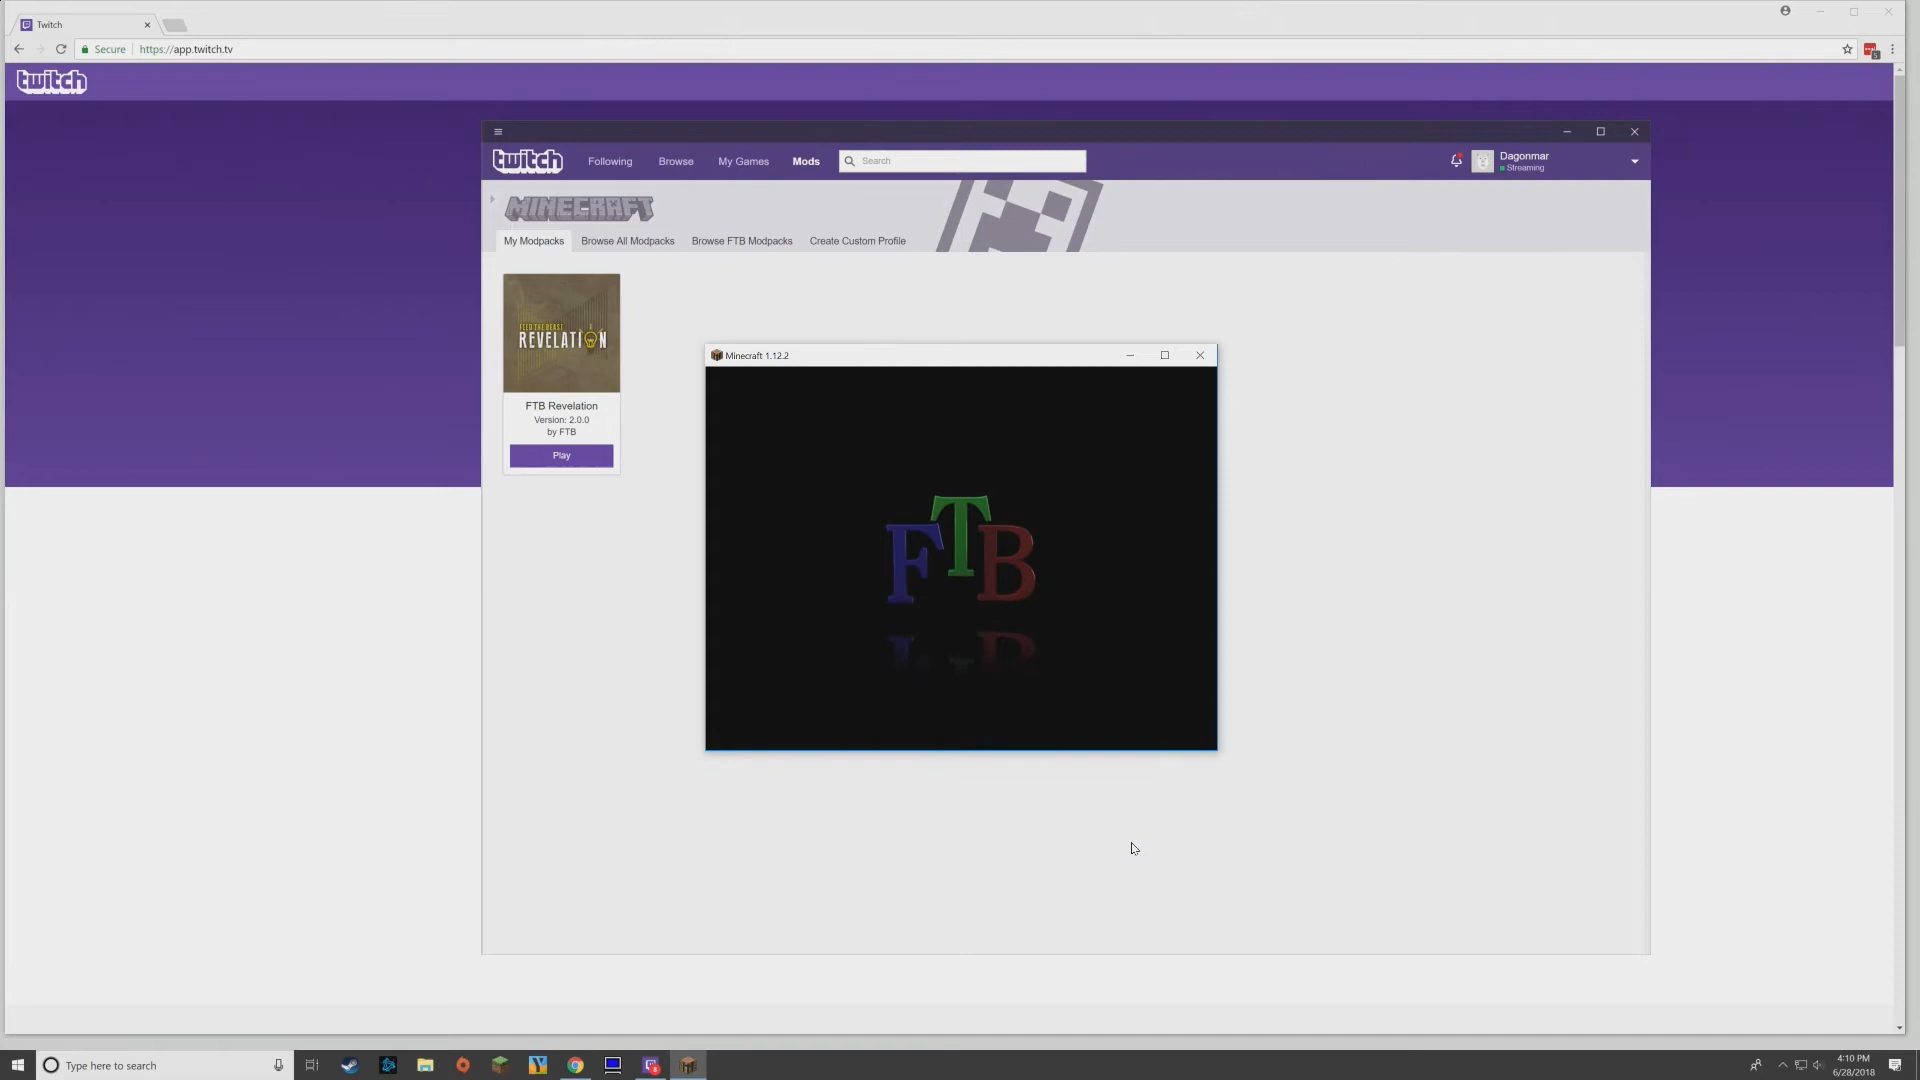 Twitch
Secure
https://app.twitch.tv
twitch
twitch
Following
Browse
My Games
Mods
Search
Dagonmar
Streaming
MINECRAFT
My Modpacks
Browse All Modpacks
Browse FTB Modpacks
Create Custom Profile
FEED THE BEAST
REVELATION
FTB Revelation
Version: 2.0.0
by FTB
Play
Minecraft 1.12.2
FTB
Type here to search
4:10 PM
6/28/2018